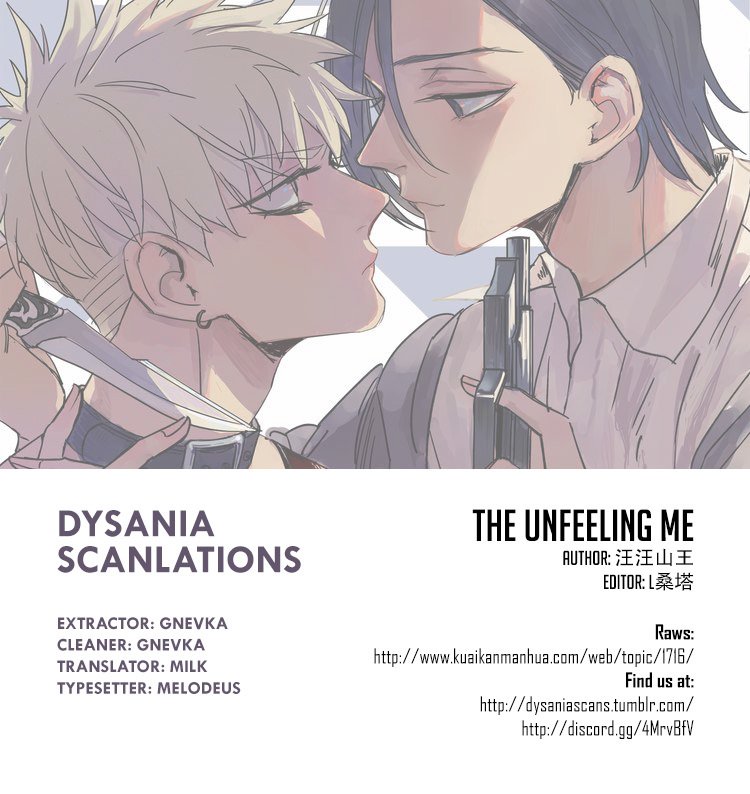 DYSANIA
SCANLATIONS
EXTRACTOR: GNEVKA
CLEANER: GNEVKA
TRANSLATOR: MILK
TYPESETTER: MELODEUS
THE UNFEELING ME
AUTHOR: 汪汪山王
EDITOR: L桑塔
Raws:
http://www.kuaikanmanhua.com/web/topic/1716/
Find us at:
http://dysaniascans.tumblr.com/
http://discord.gg/4MrvBfV